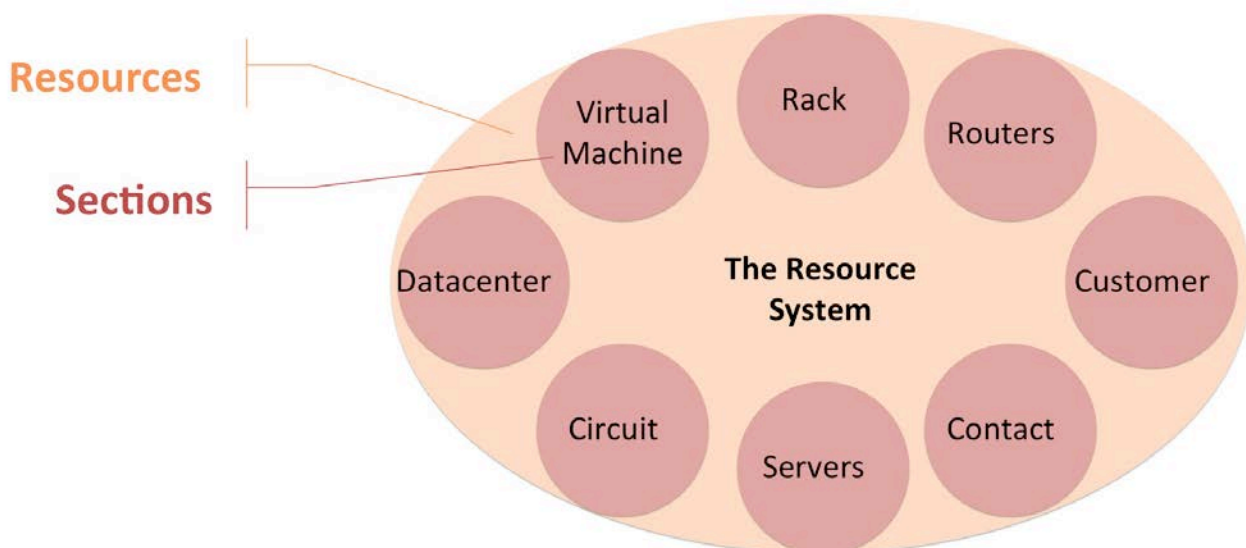 Resources
Sections
Virtual
Machine
Rack
Routers
Datacenter
The Resource
System
Customer
Circuit
Servers
Contact